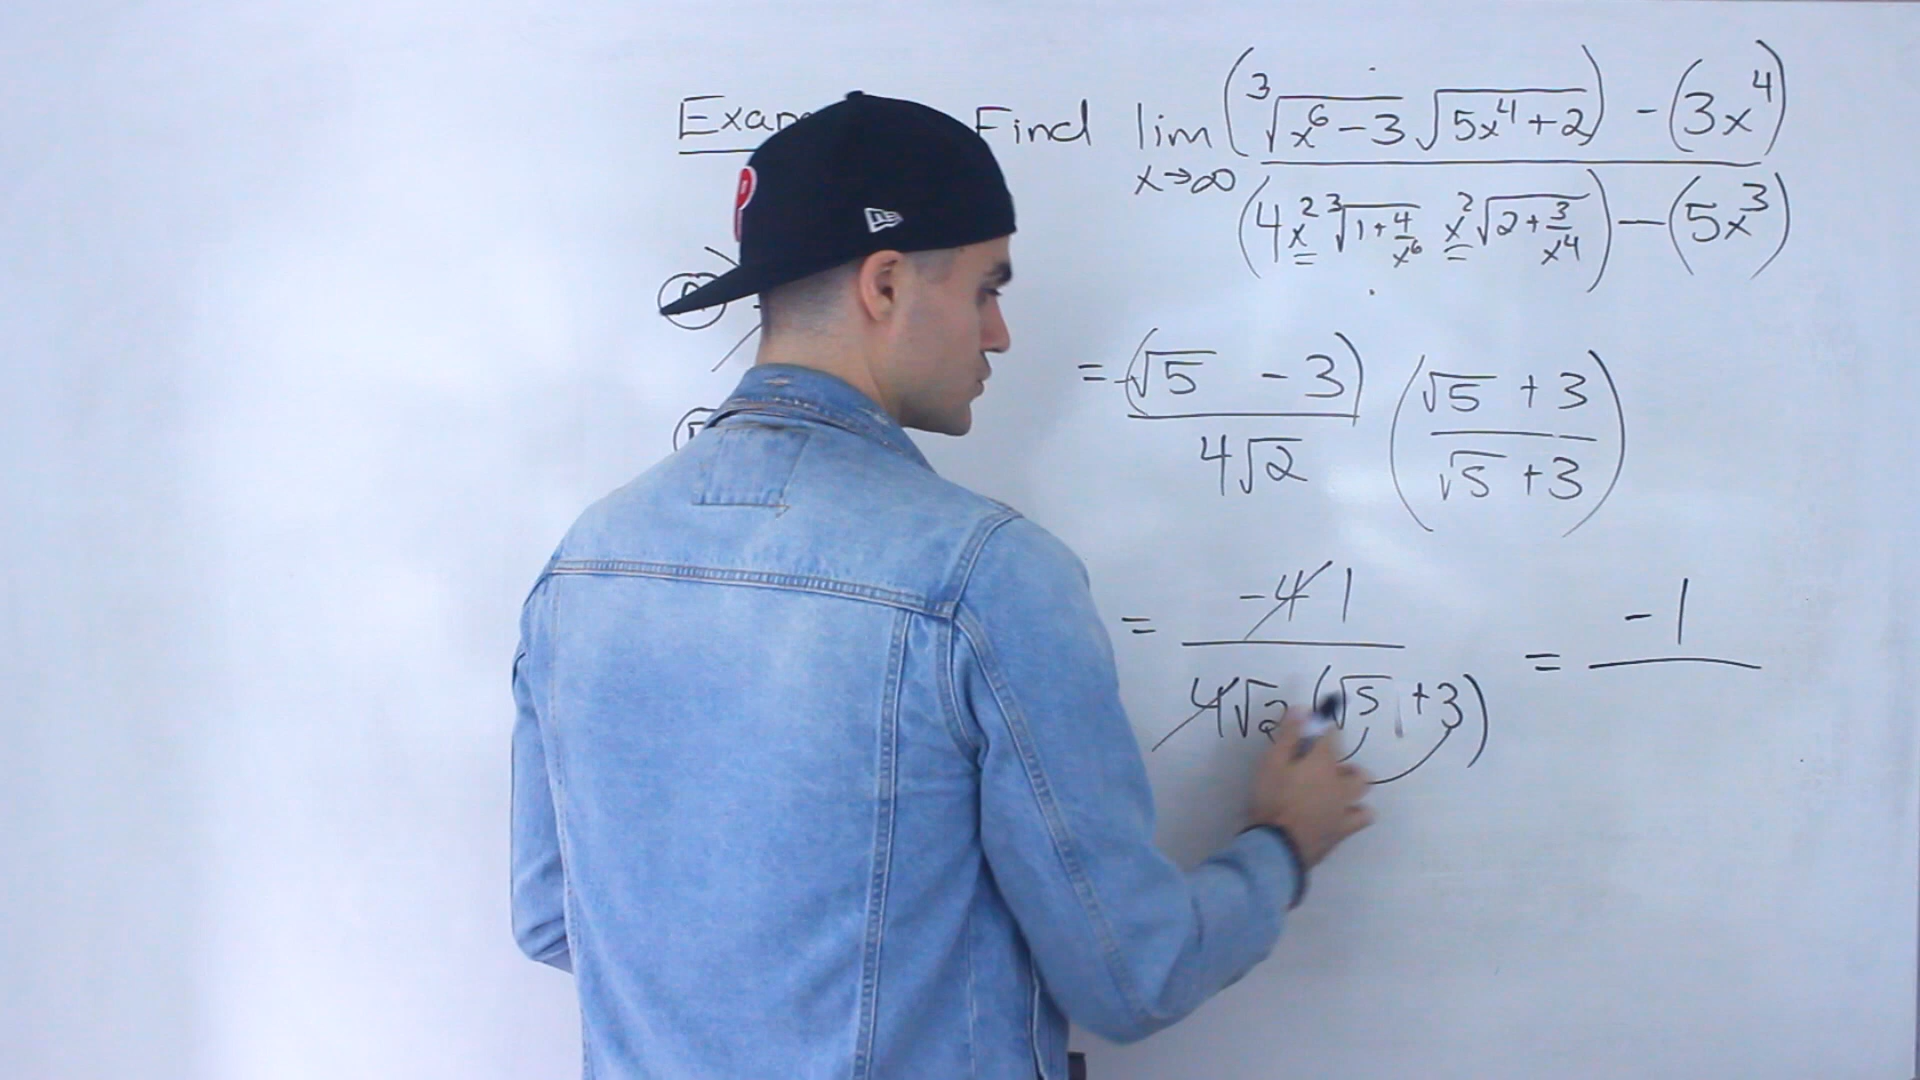 Find lim (³√(x⁶-3) √(5x⁴+2)) - (3x⁴)
x→∞ (4x² ³√(1+4/x⁶) x² √(2+3/x⁴)) - (5x³)
= (√5 - 3) (√5 + 3)
4√2 √5 + 3
= -4 1 = -1
4√2 (√5 + 3)